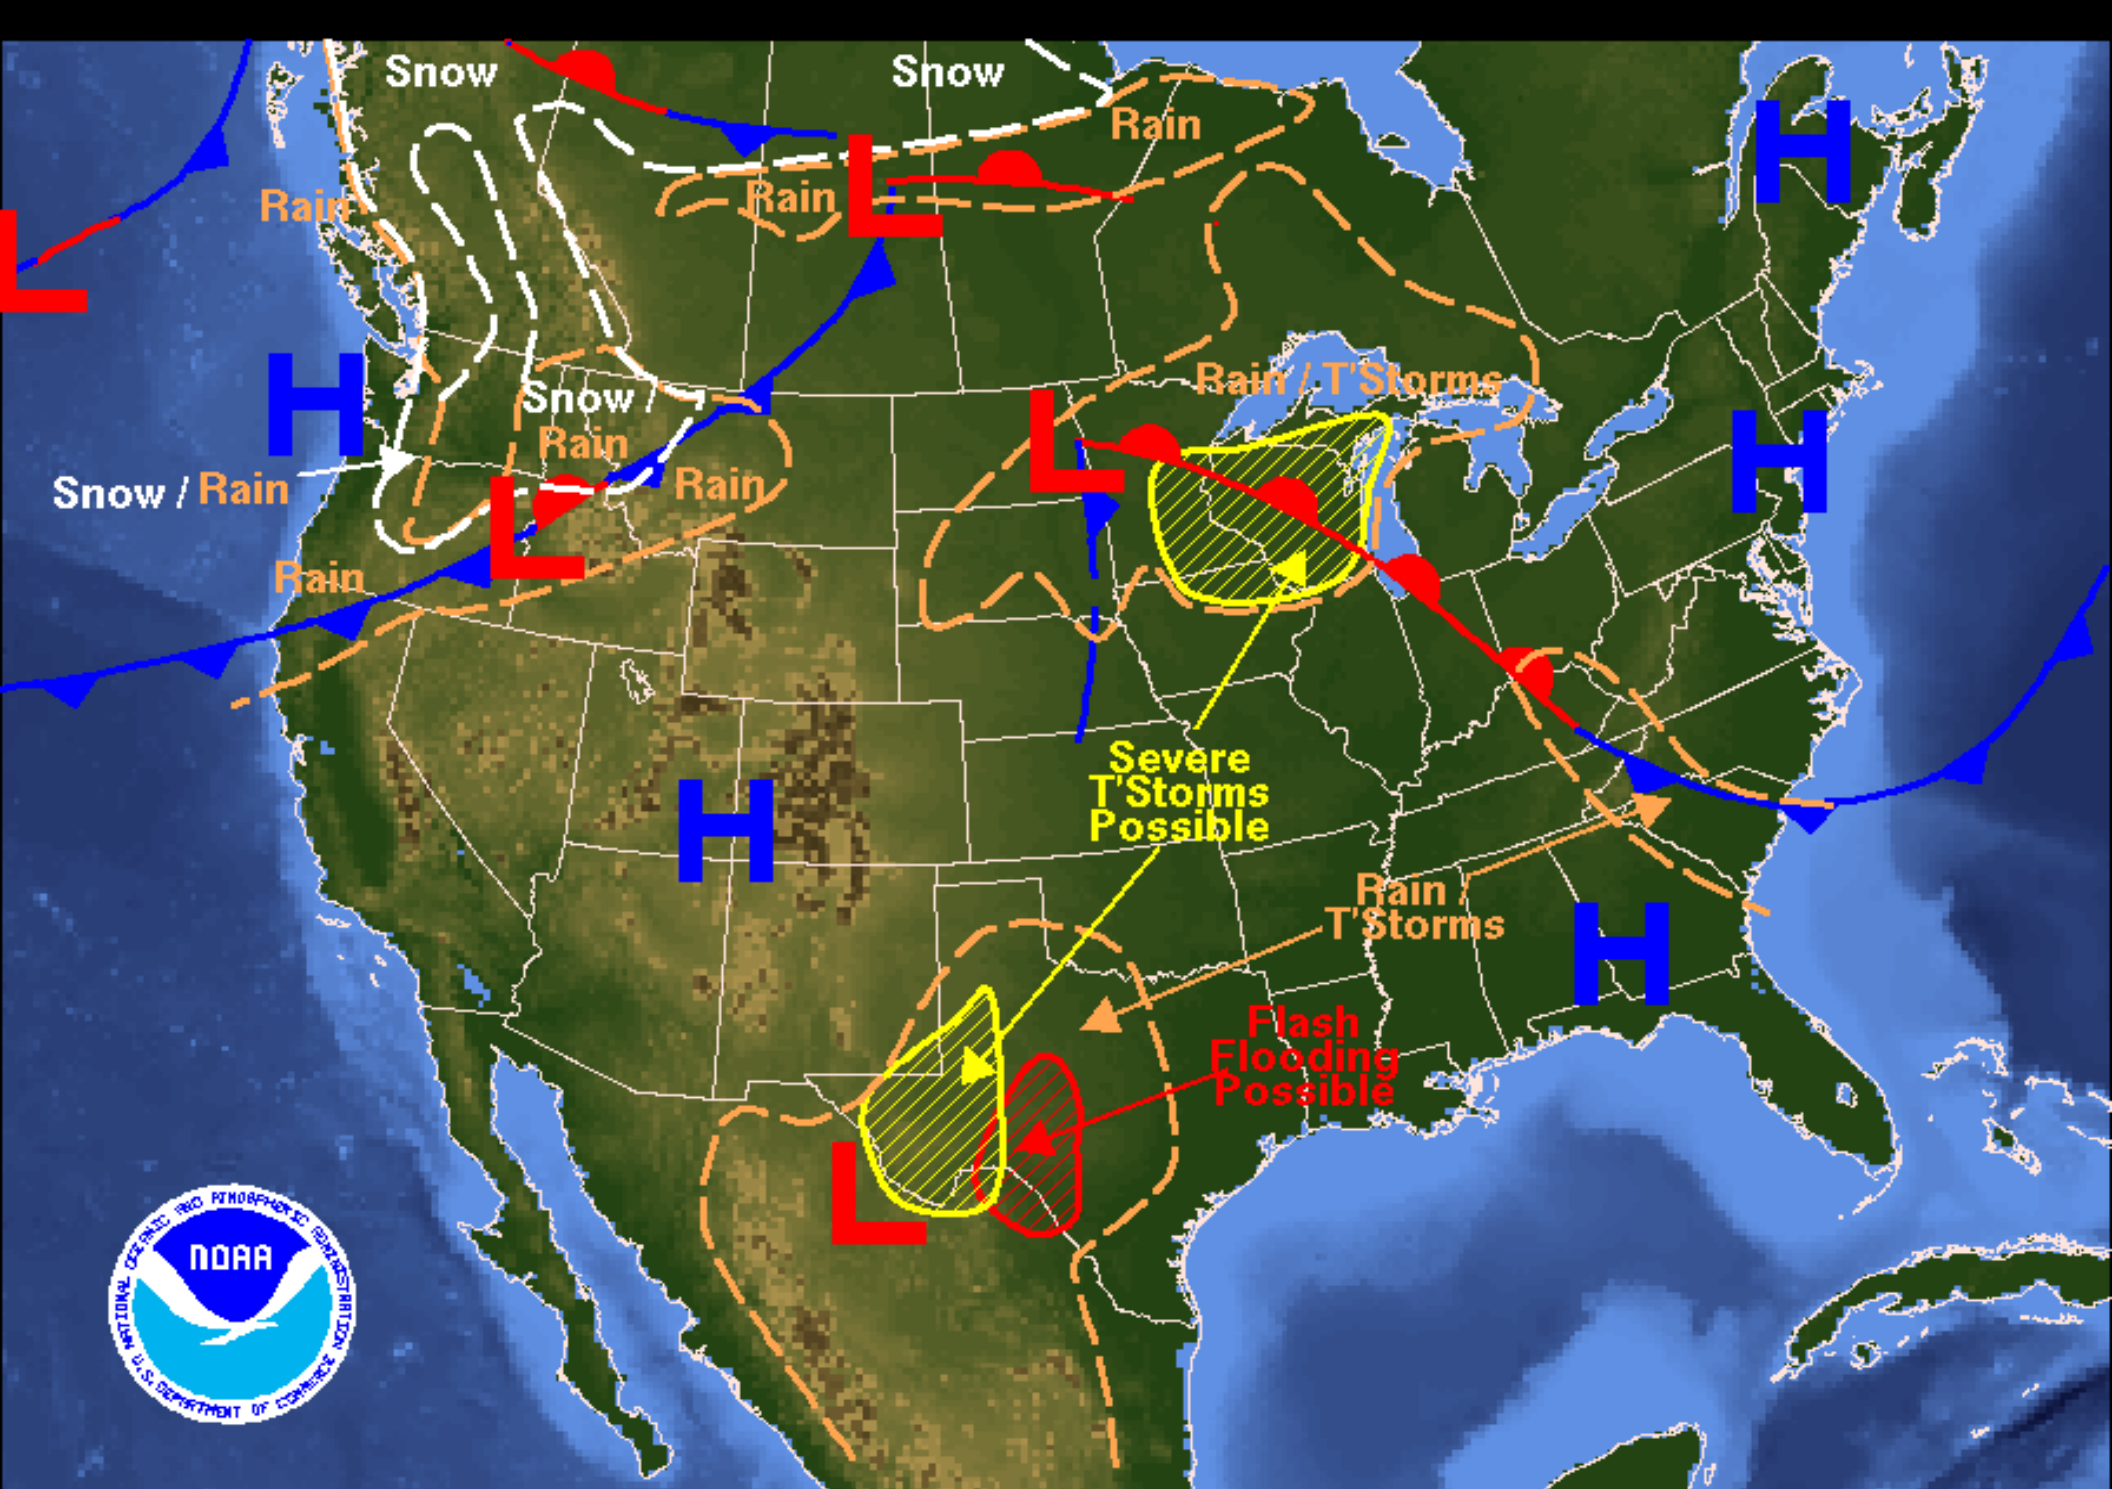 Snow
Snow
Rain
H
Rain
Rain
L
L
H
Rain / T'Storms
Snow /
Rain
L
H
Snow / Rain
Rain
L
Rain
Severe
T'Storms
Possible
H
Rain /
T'Storms
H
Flash
Flooding
Possible
L
NATIONAL OCEANIC AND ATMOSPHERIC ADMINISTRATION
NOAA
U.S. DEPARTMENT OF COMMERCE